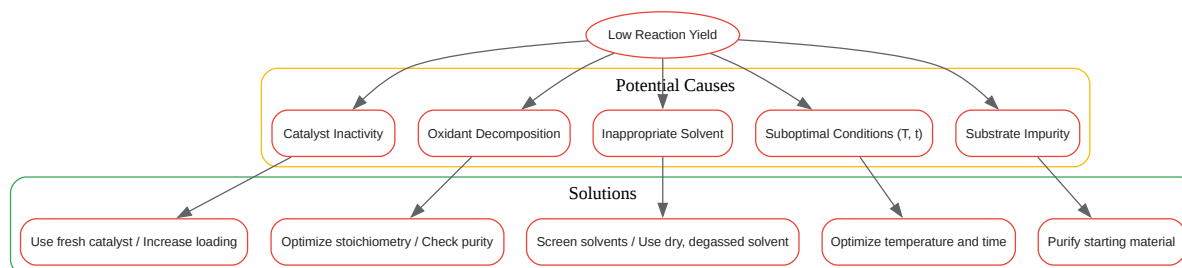 Low Reaction Yield
Potential Causes
Catalyst Inactivity
Oxidant Decomposition
Inappropriate Solvent
Suboptimal Conditions (T, t)
Substrate Impurity
Solutions
Use fresh catalyst / Increase loading
Optimize stoichiometry / Check purity
Screen solvents / Use dry, degassed solvent
Optimize temperature and time
Purify starting material